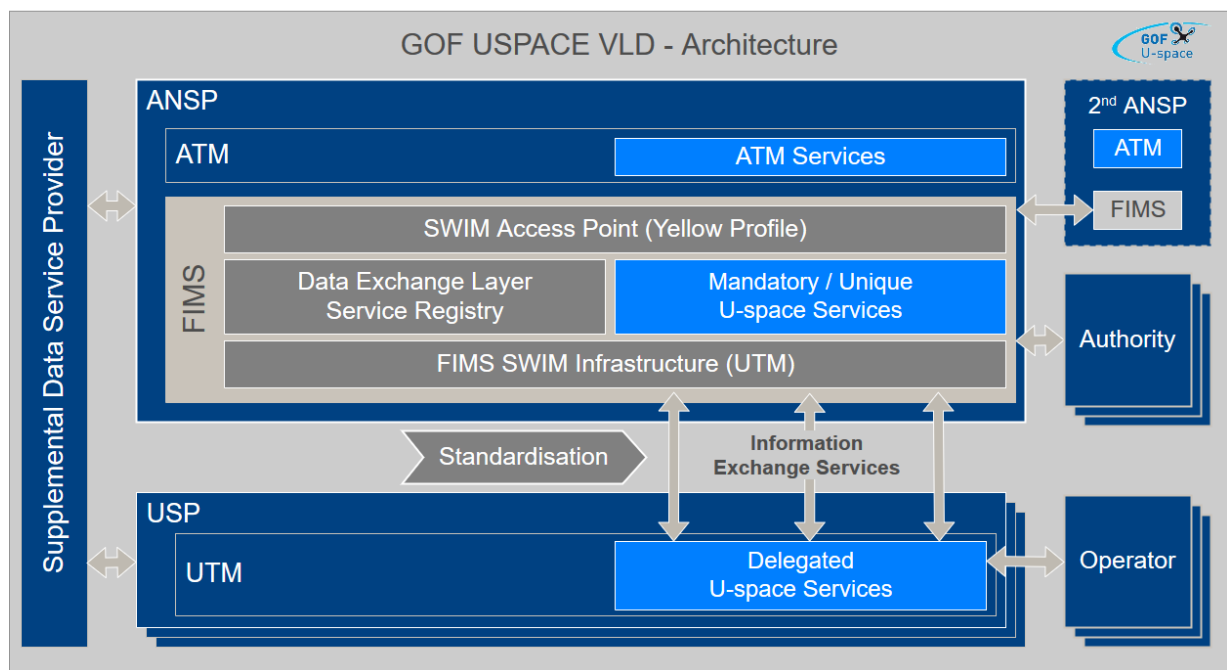 GOF USPACE VLD - Architecture
GOF
U-space
Supplemental Data Service Provider
ANSP
ATM
ATM Services
FIMS
SWIM Access Point (Yellow Profile)
Data Exchange Layer
Service Registry
Mandatory / Unique
U-space Services
FIMS SWIM Infrastructure (UTM)
2nd ANSP
ATM
FIMS
Authority
Standardisation
Information
Exchange Services
USP
UTM
Delegated
U-space Services
Operator